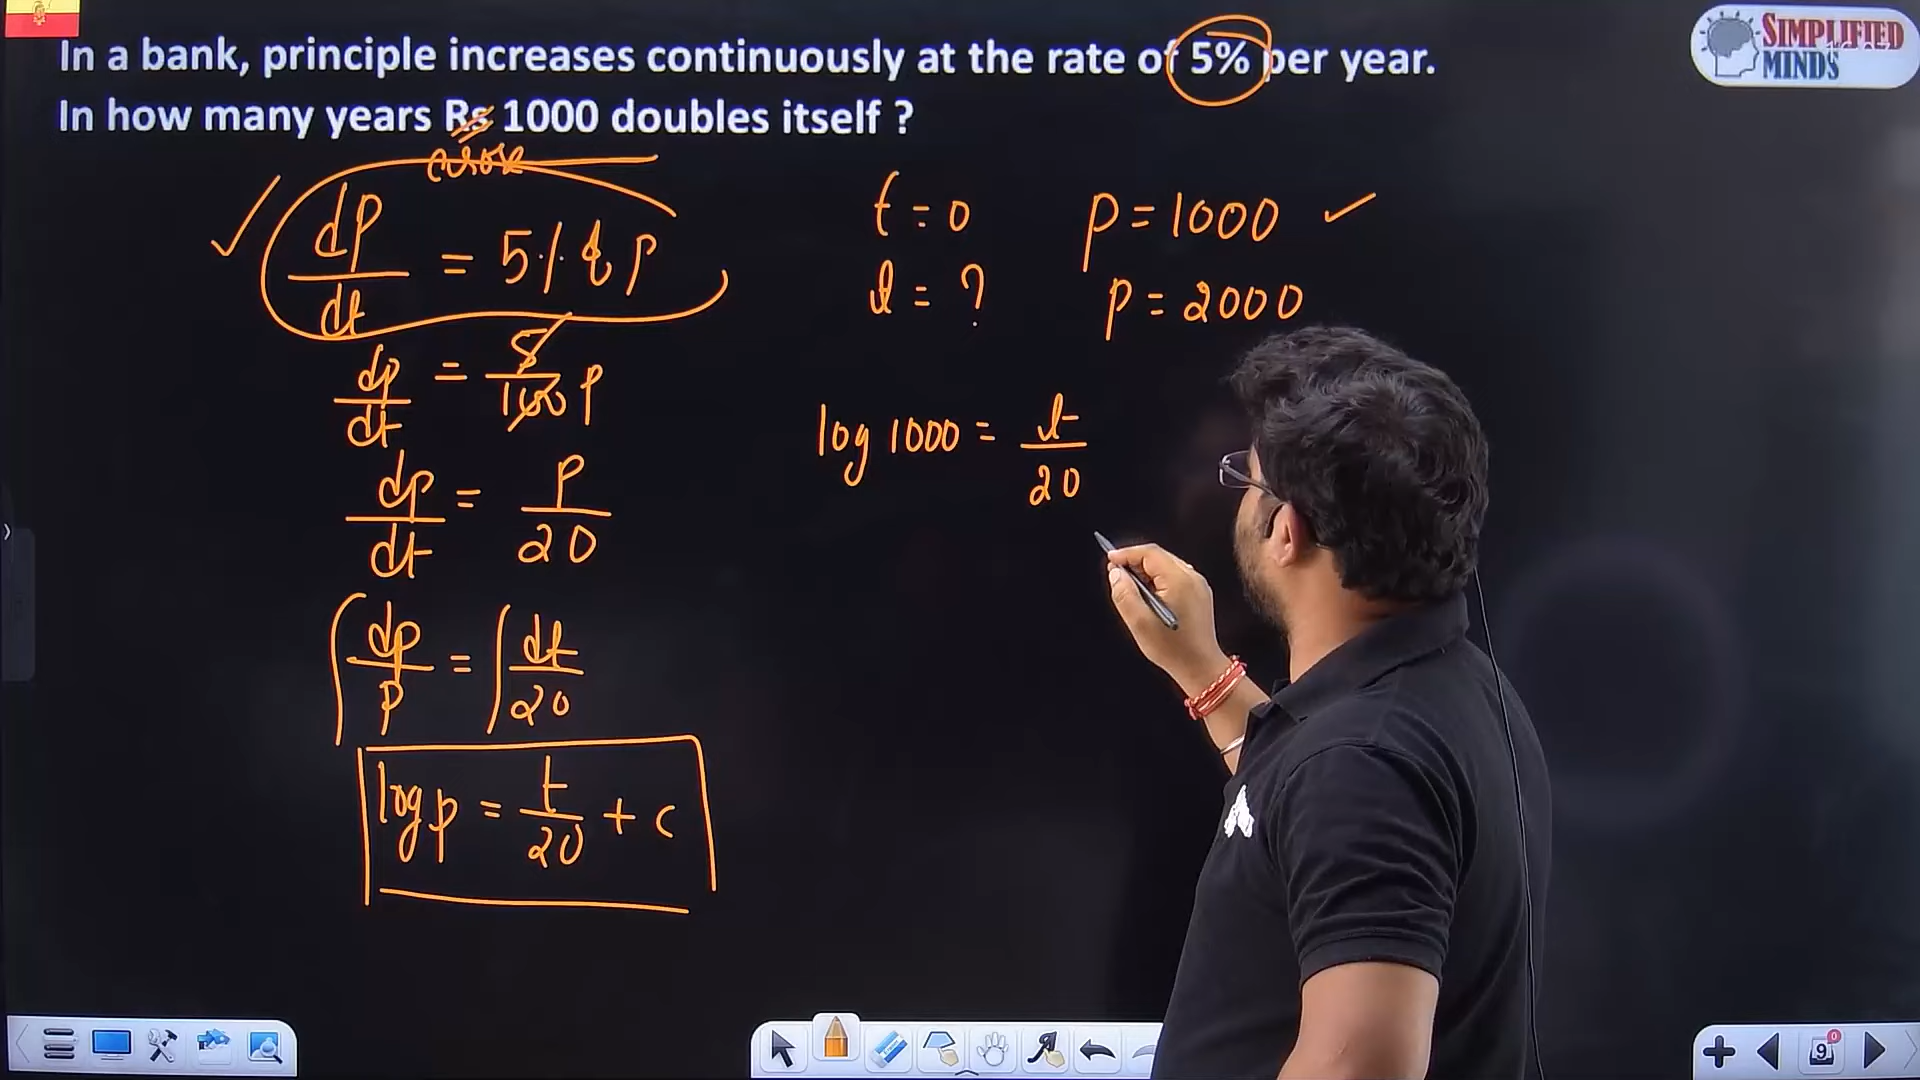 In a bank, principle increases continuously at the rate of 5% per year.
In how many years Rs 1000 doubles itself ?
SIMPLIFIED
MINDS
dp/dt = 5% p
dp/dt = 5/100 p
dp/dt = p/20
∫ dp/p = ∫ dt/20
log p = t/20 + c
t = 0 p = 1000 ✓
t = ? p = 2000
log 1000 = t/20
9
0